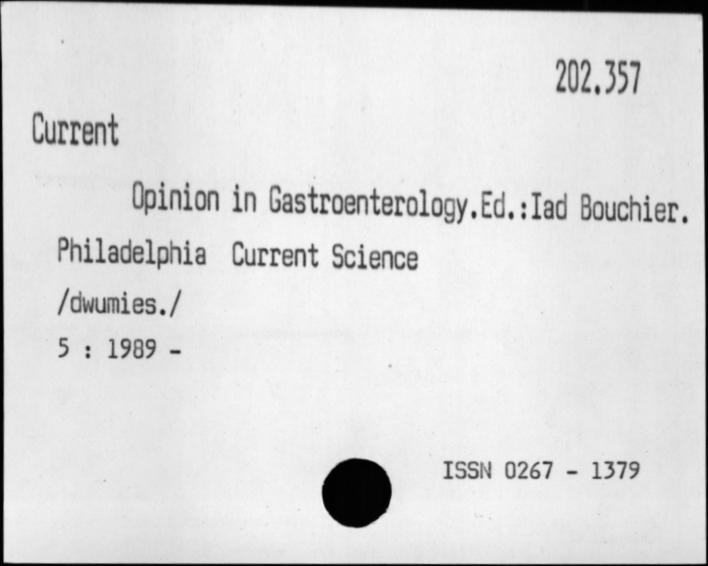 202.357
Current
Opinion in Gastroenterology.Ed.:Iad Bouchier.
Philadelphia Current Science
/dwumies./
5 : 1989 -
ISSN 0267 - 1379